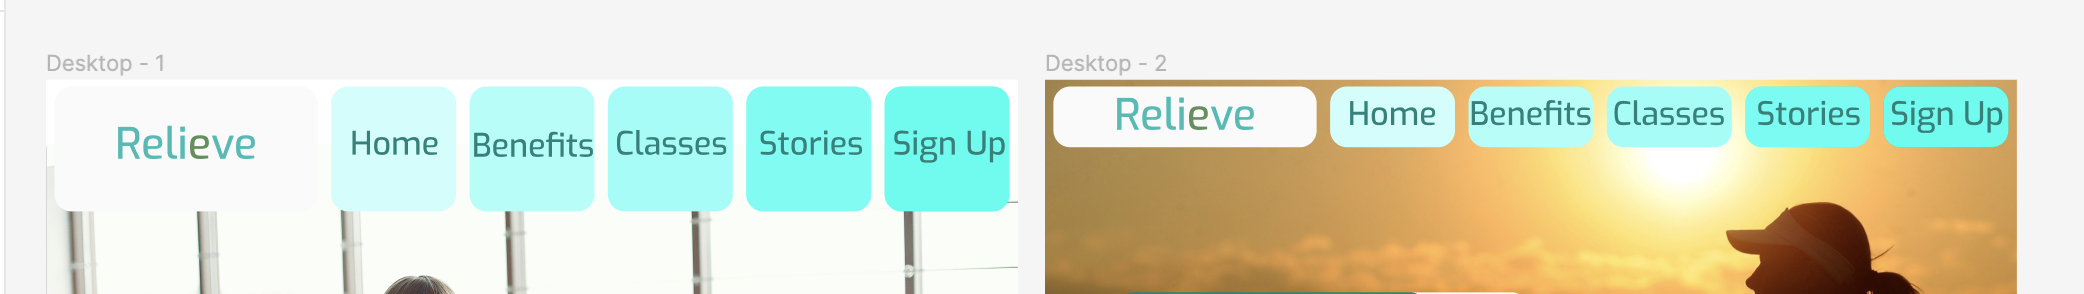 Desktop - 1
Relieve
Home
Benefits
Classes
Stories
Sign Up
Desktop - 2
Relieve
Home
Benefits
Classes
Stories
Sign Up